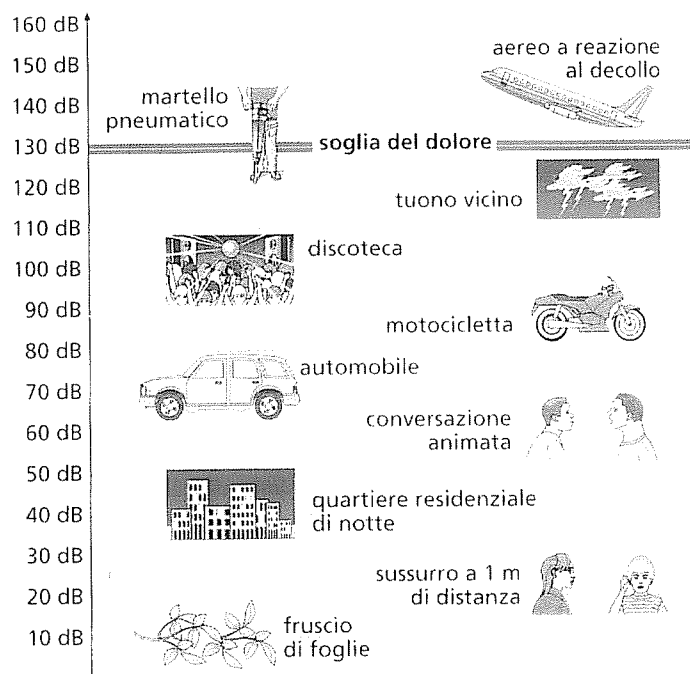 160 dB
150 dB
140 dB
130 dB
120 dB
110 dB
100 dB
90 dB
80 dB
70 dB
60 dB
50 dB
40 dB
30 dB
20 dB
10 dB
aereo a reazione
al decollo
martello
pneumatico
soglia del dolore
tuono vicino
discoteca
motocicletta
automobile
conversazione
animata
quartiere residenziale
di notte
sussurro a 1 m
di distanza
fruscio
di foglie